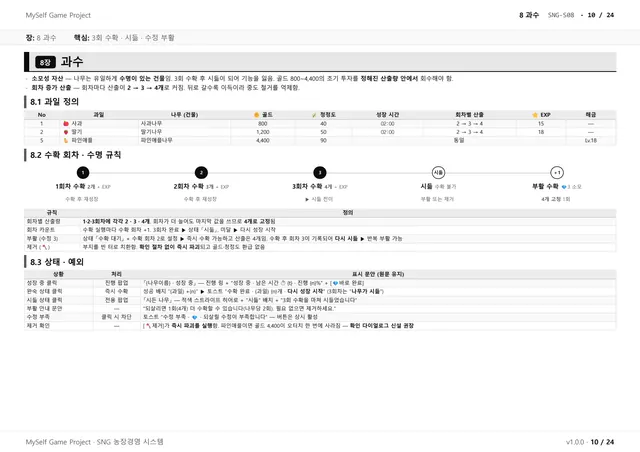 MySelf Game Project
8 과수 SNG-S08 · 10 / 24
장: 8 과수 핵심: 3회 수확 · 시듦 · 수정 부활
8장 과수
· 소모성 자산 — 나무는 유일하게 수명이 있는 건물임. 3회 수확 후 시듦이 되어 기능을 잃음. 골드 800~4,400의 조기 투자를 정해진 산출량 안에서 회수해야 함.
· 회차 증가 산출 — 회차마다 산출이 2 → 3 → 4개로 커짐. 뒤로 갈수록 이득이라 중도 철거를 억제함.
8.1 과일 정의
No 과일 나무 (건물) 골드 청정도 성장 시간 회차별 산출 EXP 해금
1 사과 사과나무 800 40 02:00 2 → 3 → 4 15 —
2 딸기 딸기나무 1,200 50 02:00 2 → 3 → 4 18 —
5 파인애플 파인애플나무 4,400 90 동일 Lv.18
8.2 수확 회차 · 수명 규칙
1 2 3 시듦 +1
1회차 수확 2개 + EXP 2회차 수확 3개 + EXP 3회차 수확 4개 + EXP 시듦 수확 불가 부활 수확 3 소모
수확 후 재성장 수확 후 재성장 ▶ 시듦 전이 부활 또는 제거 4개 고정 1회
규칙 정의
회차별 산출량 1·2·3회차에 각각 2 · 3 · 4개. 회차가 더 늘어도 마지막 값을 쓰므로 4개로 고정됨
회차 카운트 수확 실행마다 수확 회차 +1. 3회차 완료 ▶ 상태 「시듦」, 미달 ▶ 다시 성장 시작
부활 (수정 3) 상태 「수확 대기」 + 수확 회차 2로 설정 ▶ 즉시 수확 가능하고 산출은 4개임. 수확 후 회차 3이 기록되어 다시 시듦 ▶ 반복 부활 가능
제거 부지를 빈 터로 치환함. 확인 절차 없이 즉시 파괴되고 골드·청정도 환급 없음
8.3 상태 · 예외
상황 처리 표시 문안 (원문 유지)
성장 중 클릭 진행 팝업 「(나무이름) · 성장 중」 — 진행 링 + "성장 중 · 남은 시간 (t) · 진행 (n)%" + [바로 완료]
완숙 상태 클릭 즉시 수확 성공 배지 "(과일) +(n)" ▶ 토스트 "수확 완료 · (과일) (n)개 · 다시 성장 시작" (3회차는 "나무가 시듦")
시듦 상태 클릭 전용 팝업 「시든 나무」 — 적색 스트라이프 히어로 + "시듦" 배지 + "3회 수확을 마쳐 시들었습니다"
부활 안내 문안 — "되살리면 1회(4개) 더 수확할 수 있습니다(나무당 2회). 필요 없으면 제거하세요."
수정 부족 클릭 시 차단 토스트 "수정 부족 · 되살릴 수정이 부족합니다" — 버튼은 상시 활성
제거 확인 — [제거]가 즉시 파괴를 실행함. 파인애플이면 골드 4,400이 오터치 한 번에 사라짐 — 확인 다이얼로그 신설 권장
MySelf Game Project · SNG 농장경영 시스템
v1.0.0 · 10 / 24